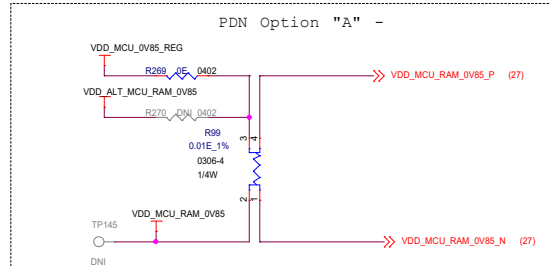 PDN Option "A" -
VDD_MCU_0V85_REG
R269 0E 0402
VDD_MCU_RAM_0V85_P (27)
VDD_ALT_MCU_RAM_0V85
R270 DNI 0402
R99
0.01E_1%
0306-4
1/4W
3 4
2 1
VDD_MCU_RAM_0V85
TP145
VDD_MCU_RAM_0V85_N (27)
DNI